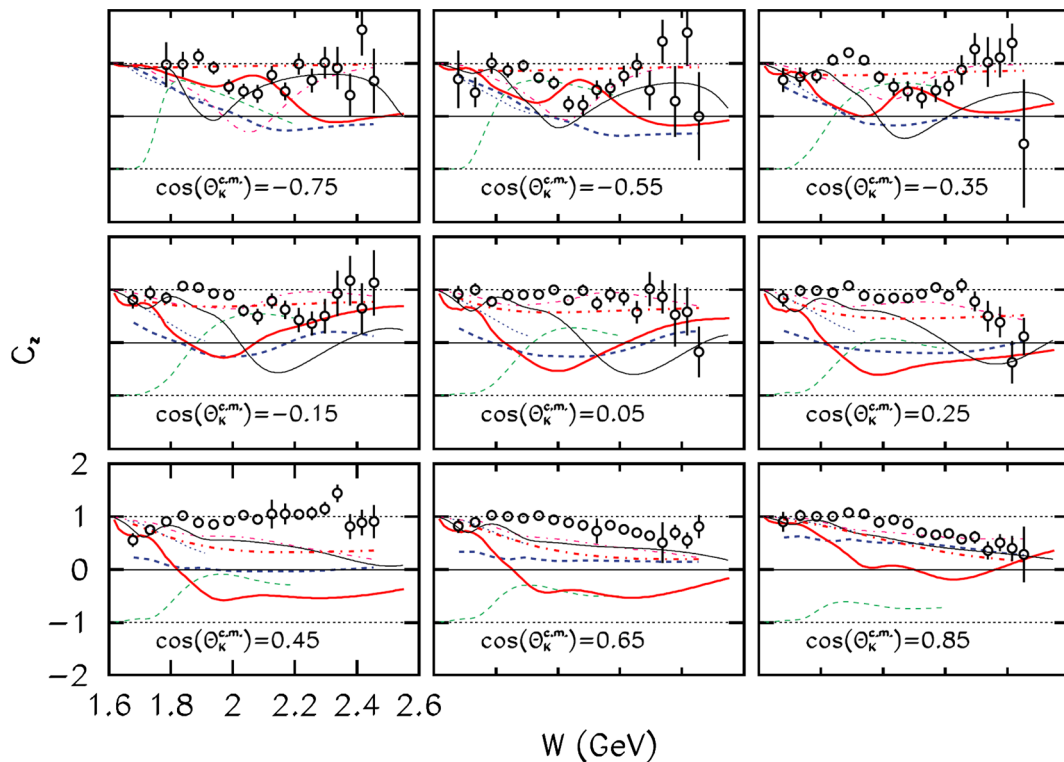 cos(Θ_K^c.m.)=−0.75
cos(Θ_K^c.m.)=−0.55
cos(Θ_K^c.m.)=−0.35
C_z
cos(Θ_K^c.m.)=−0.15
cos(Θ_K^c.m.)=0.05
cos(Θ_K^c.m.)=0.25
2
1
0
−1
−2
cos(Θ_K^c.m.)=0.45
cos(Θ_K^c.m.)=0.65
cos(Θ_K^c.m.)=0.85
1.6 1.8 2 2.2 2.4 2.6
W (GeV)